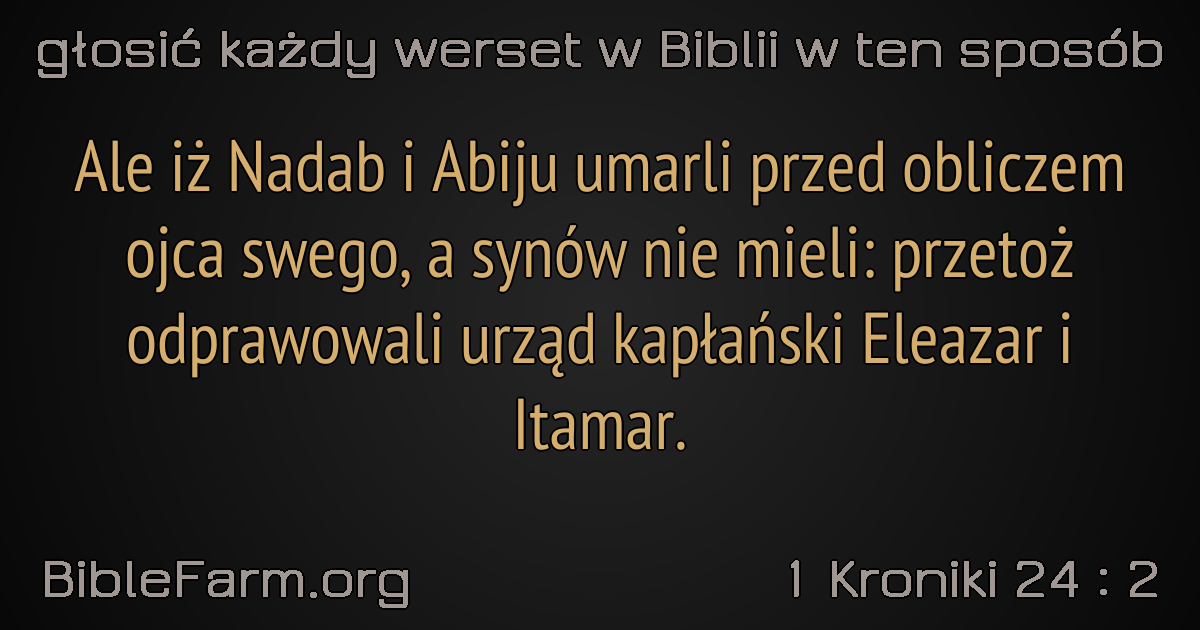 głosić każdy werset w Biblii w ten sposób
Ale iż Nadab i Abiju umarli przed obliczem
ojca swego, a synów nie mieli: przetoż
odprawowali urząd kapłański Eleazar i
Itamar.
BibleFarm.org
1 Kroniki 24 : 2